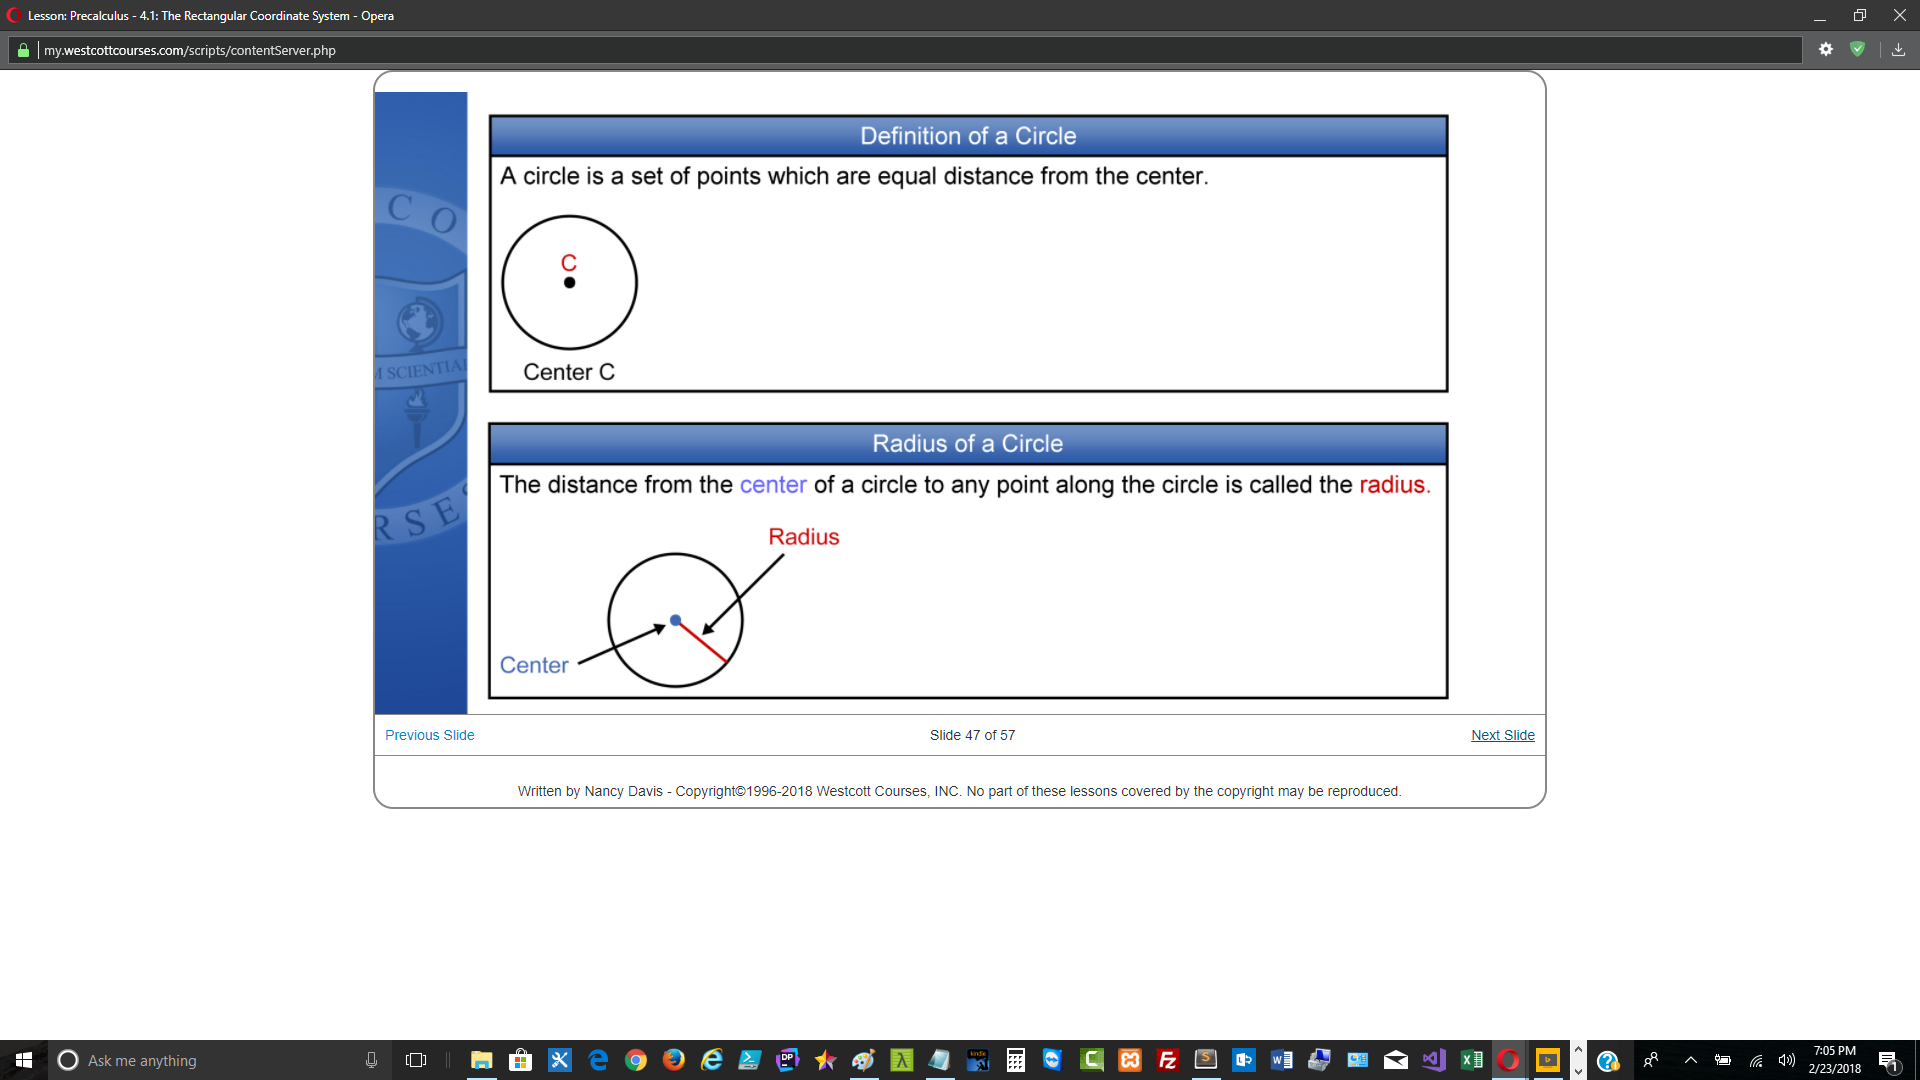 Lesson: Precalculus - 4.1: The Rectangular Coordinate System - Opera
my.westcottcourses.com/scripts/contentServer.php
Definition of a Circle
A circle is a set of points which are equal distance from the center.
C
Center C
C O
M SCIENTIA
R S E
Radius of a Circle
The distance from the center of a circle to any point along the circle is called the radius.
Radius
Center
Previous Slide
Slide 47 of 57
Next Slide
Written by Nancy Davis - Copyright©1996-2018 Westcott Courses, INC. No part of these lessons covered by the copyright may be reproduced.
Ask me anything
DP
kindle
7:05 PM
2/23/2018
1